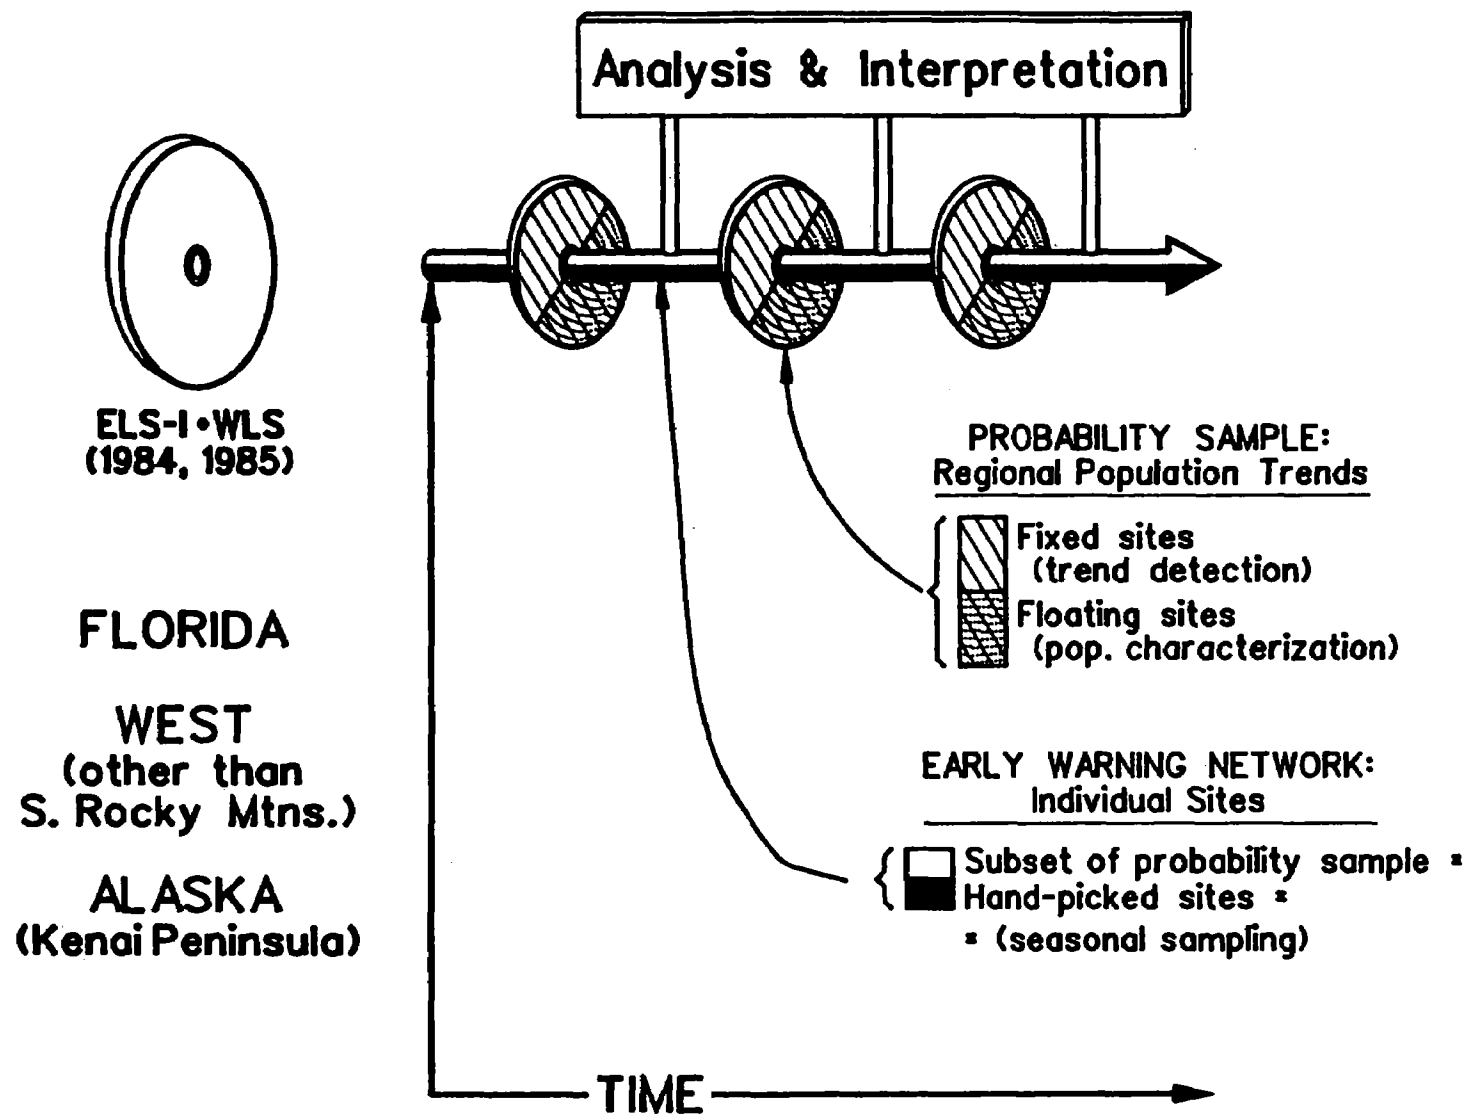 Analysis & Interpretation
ELS-I•WLS
(1984, 1985)
FLORIDA
WEST
(other than
S. Rocky Mtns.)
ALASKA
(Kenai Peninsula)
PROBABILITY SAMPLE:
Regional Population Trends
Fixed sites
(trend detection)
Floating sites
(pop. characterization)
EARLY WARNING NETWORK:
Individual Sites
Subset of probability sample *
Hand-picked sites *
* (seasonal sampling)
TIME